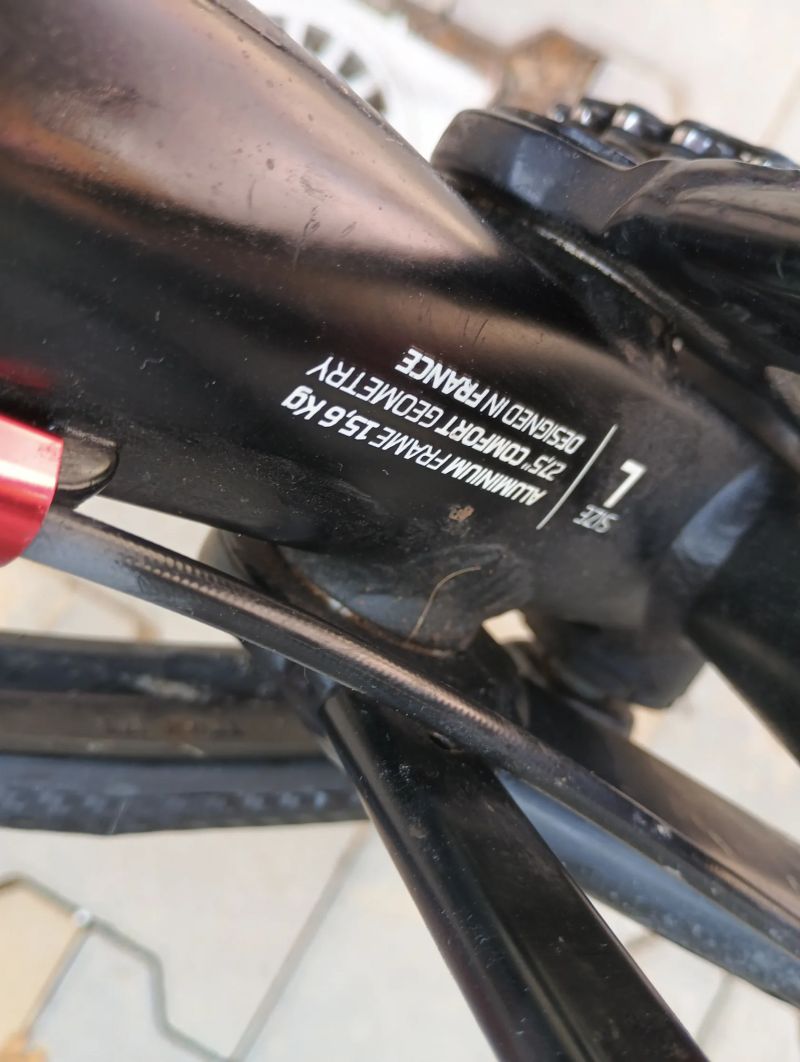 SIZE
L
ALUMINIUM FRAME 15,6 Kg
27,5" COMFORT GEOMETRY
DESIGNED IN FRANCE